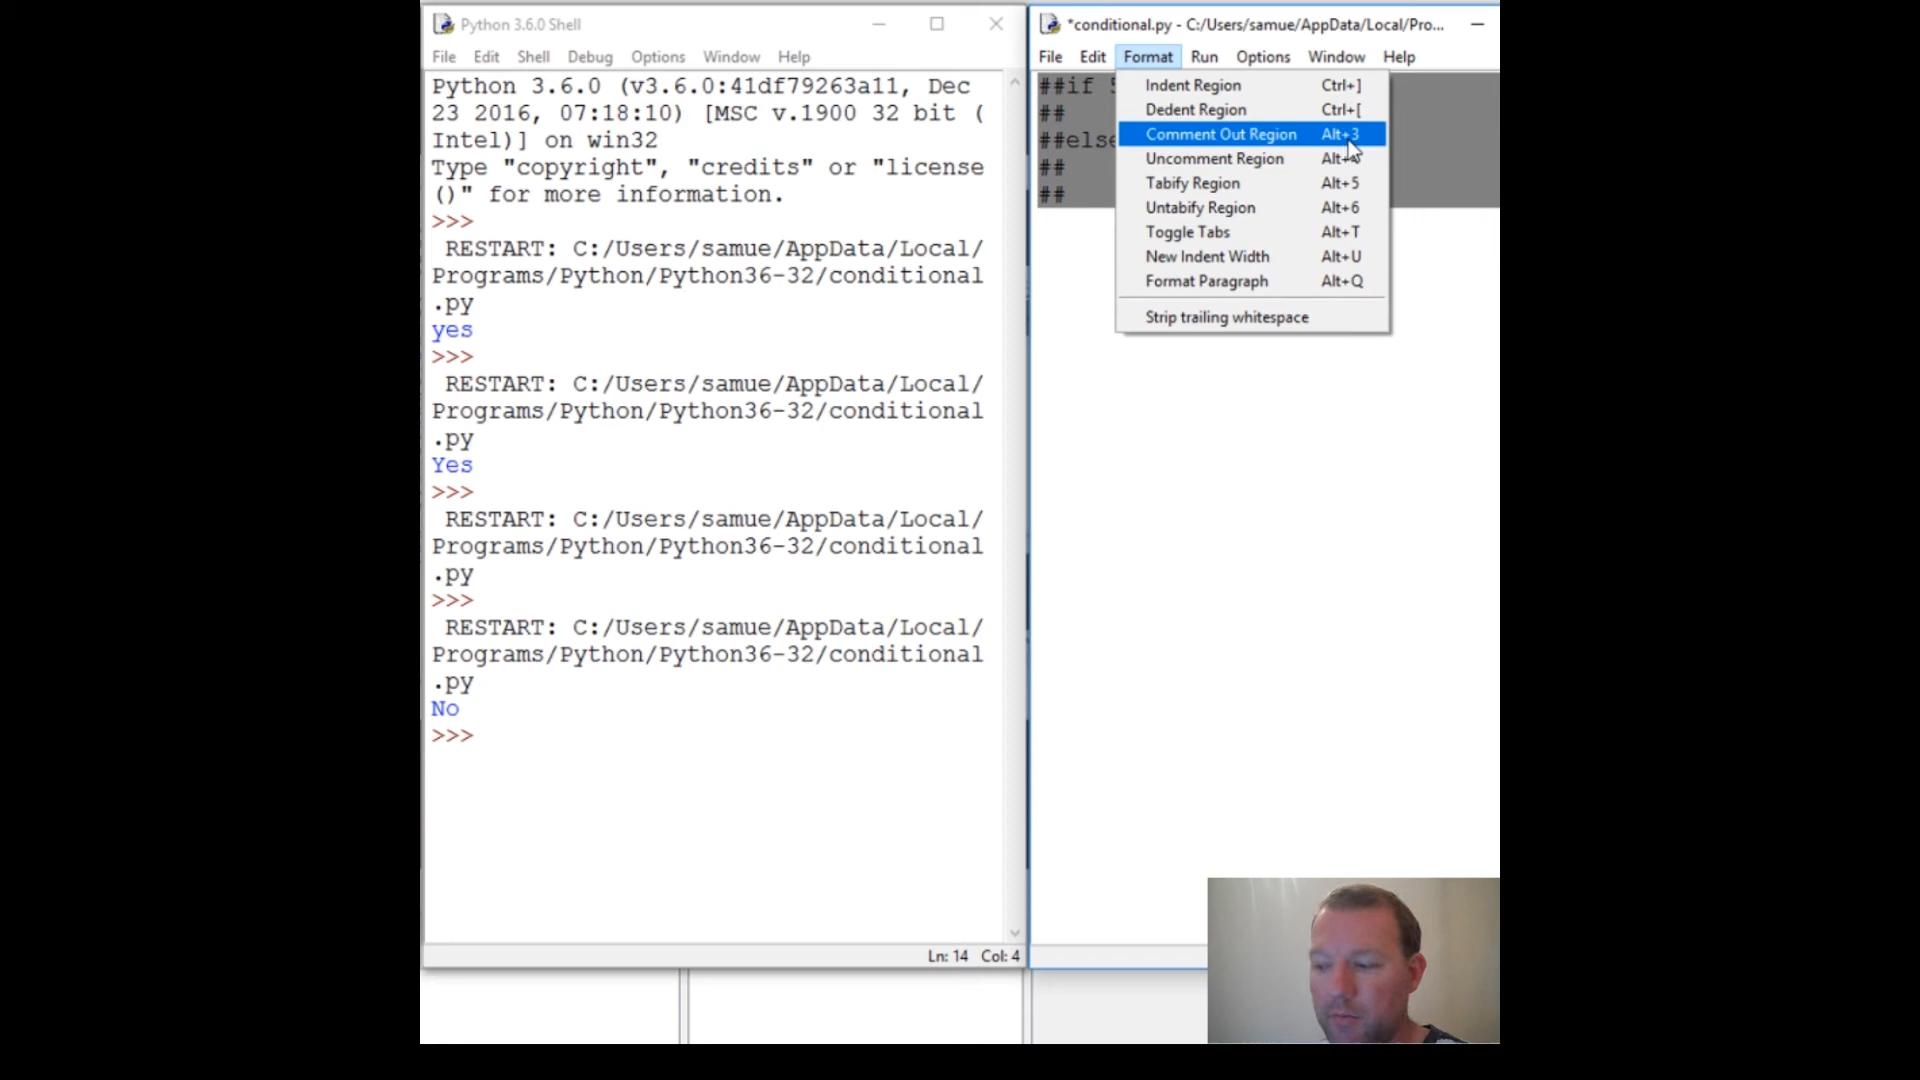 Python 3.6.0 Shell
File Edit Shell Debug Options Window Help
Python 3.6.0 (v3.6.0:41df79263a11, Dec
23 2016, 07:18:10) [MSC v.1900 32 bit (
Intel)] on win32
Type "copyright", "credits" or "license
()" for more information.
>>>
RESTART: C:/Users/samue/AppData/Local/
Programs/Python/Python36-32/conditional
.py
yes
>>>
RESTART: C:/Users/samue/AppData/Local/
Programs/Python/Python36-32/conditional
.py
Yes
>>>
RESTART: C:/Users/samue/AppData/Local/
Programs/Python/Python36-32/conditional
.py
>>>
RESTART: C:/Users/samue/AppData/Local/
Programs/Python/Python36-32/conditional
.py
No
>>>
Ln: 14 Col: 4
*conditional.py - C:/Users/samue/AppData/Local/Pro...
File Edit Format Run Options Window Help
##if
##
##else
##
##
Indent Region Ctrl+]
Dedent Region Ctrl+[
Comment Out Region Alt+3
Uncomment Region
Tabify Region Alt+5
Untabify Region Alt+6
Toggle Tabs Alt+T
New Indent Width Alt+U
Format Paragraph Alt+Q
Strip trailing whitespace